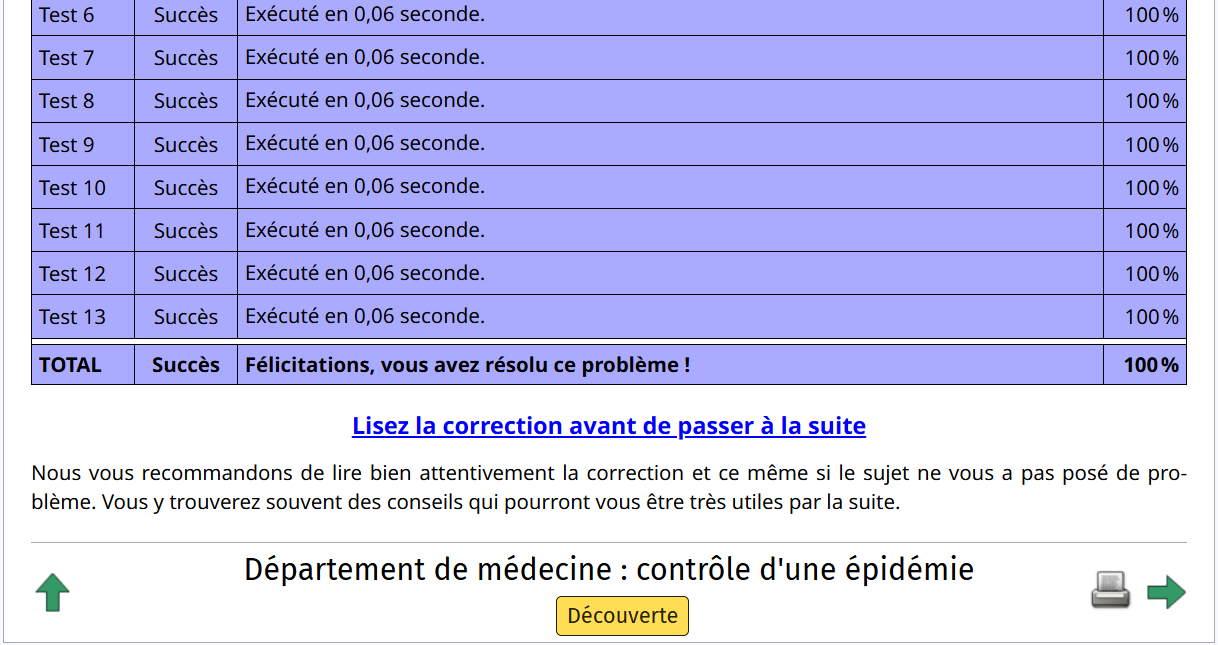 Test 6 Succès Exécuté en 0,06 seconde. 100 %
Test 7 Succès Exécuté en 0,06 seconde. 100 %
Test 8 Succès Exécuté en 0,06 seconde. 100 %
Test 9 Succès Exécuté en 0,06 seconde. 100 %
Test 10 Succès Exécuté en 0,06 seconde. 100 %
Test 11 Succès Exécuté en 0,06 seconde. 100 %
Test 12 Succès Exécuté en 0,06 seconde. 100 %
Test 13 Succès Exécuté en 0,06 seconde. 100 %
TOTAL Succès Félicitations, vous avez résolu ce problème ! 100 %
Lisez la correction avant de passer à la suite
Nous vous recommandons de lire bien attentivement la correction et ce même si le sujet ne vous a pas posé de pro-
blème. Vous y trouverez souvent des conseils qui pourront vous être très utiles par la suite.
Département de médecine : contrôle d'une épidémie
Découverte